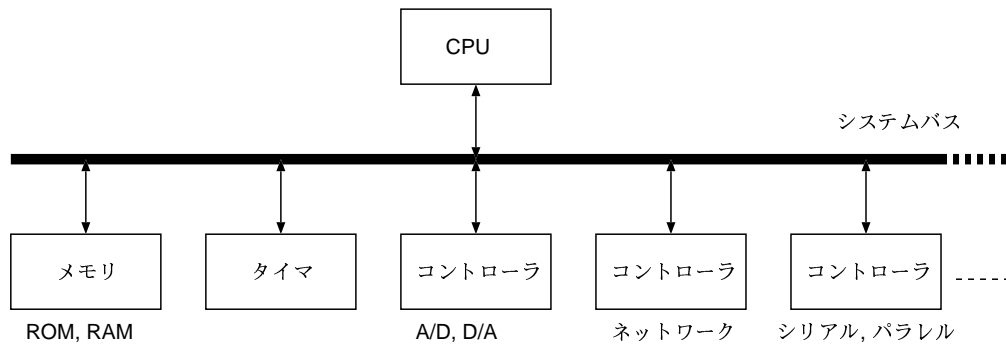 CPU
システムバス
メモリ
タイマ
コントローラ
コントローラ
コントローラ
ROM, RAM
A/D, D/A
ネットワーク
シリアル, パラレル